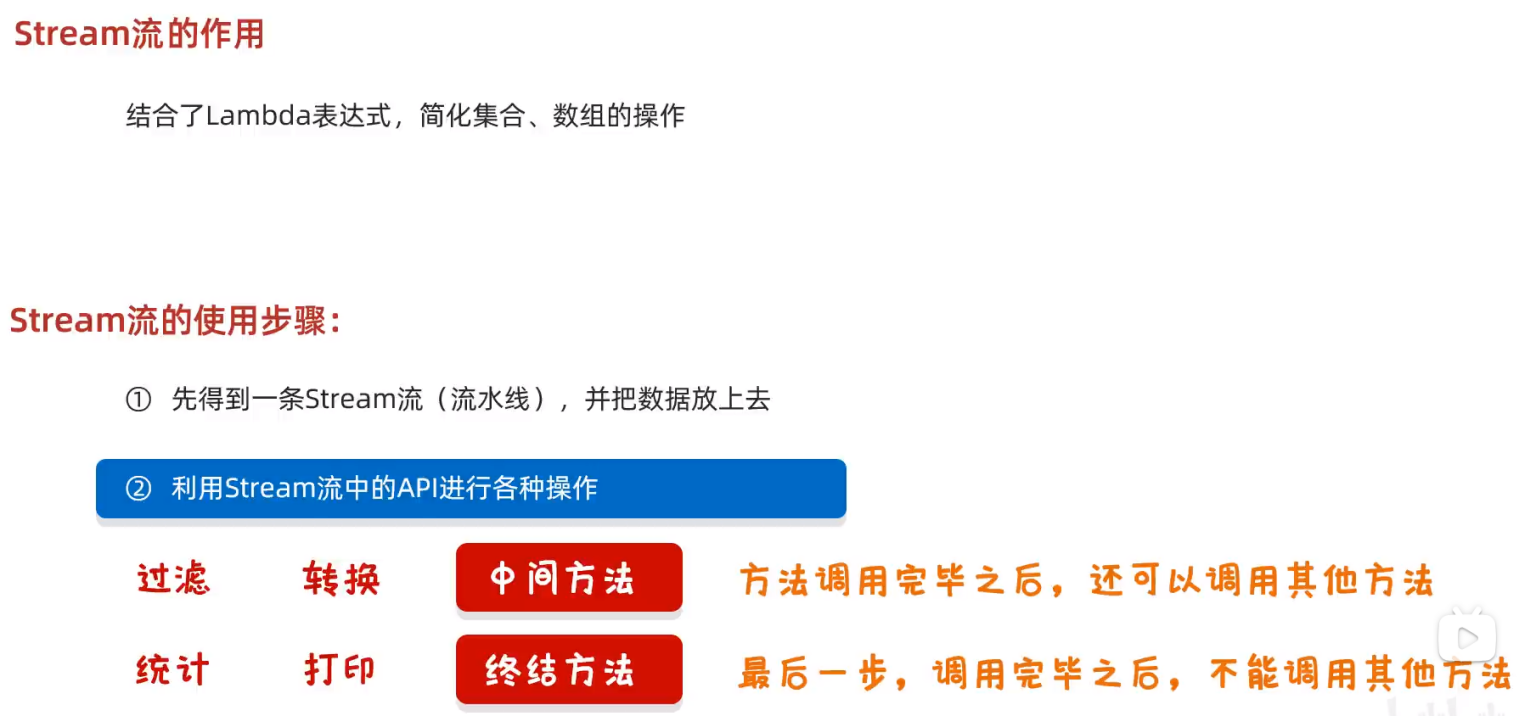 Stream流的作用
结合了Lambda表达式，简化集合、数组的操作
Stream流的使用步骤：
① 先得到一条Stream流（流水线），并把数据放上去
② 利用Stream流中的API进行各种操作
过滤 转换 中间方法 方法调用完毕之后，还可以调用其他方法
统计 打印 终结方法 最后一步，调用完毕之后，不能调用其他方法